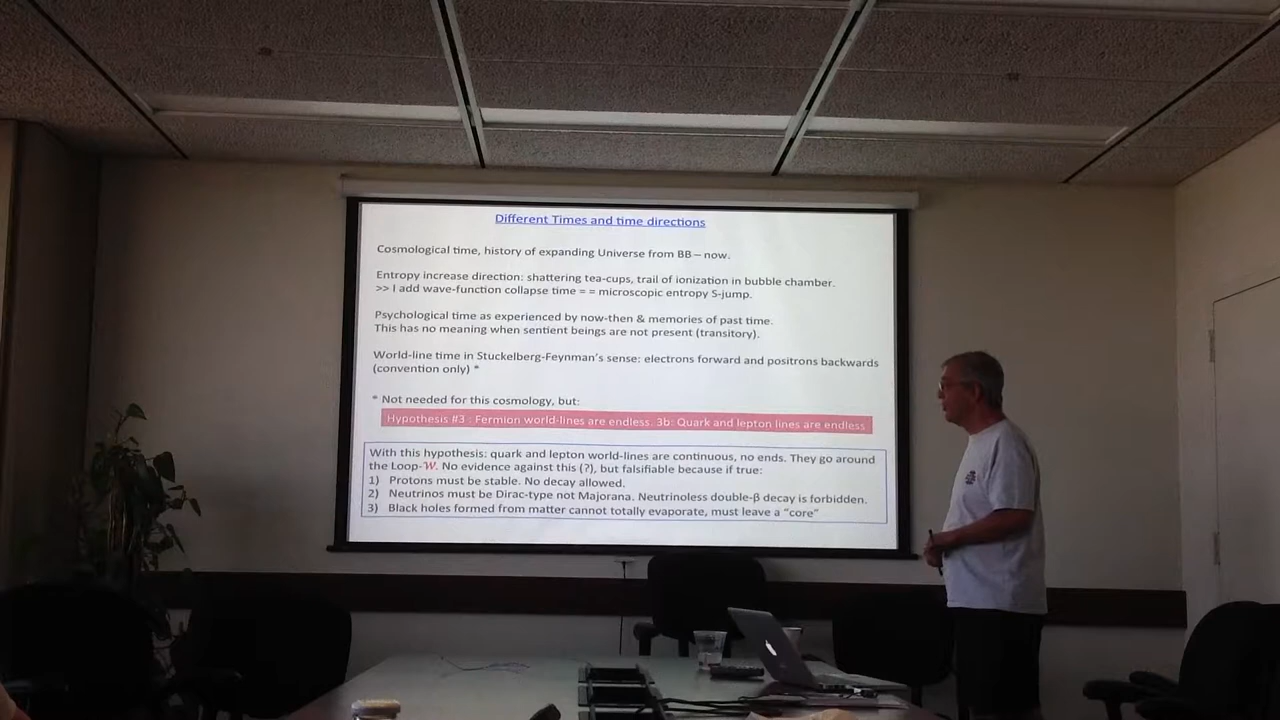 Different Times and time directions
Cosmological time, history of expanding Universe from BB – now.
Entropy increase direction: shattering tea-cups, trail of ionization in bubble chamber.
>> I add wave-function collapse time = = microscopic entropy S-jump.
Psychological time as experienced by now-then & memories of past time.
This has no meaning when sentient beings are not present (transitory).
World-line time in Stuckelberg-Feynman's sense: electrons forward and positrons backwards
(convention only) *
* Not needed for this cosmology, but:
Hypothesis #3 : Fermion world-lines are endless. 3b: Quark and lepton lines are endless
With this hypothesis: quark and lepton world-lines are continuous, no ends. They go around
the Loop-𝒲. No evidence against this (?), but falsifiable because if true:
1) Protons must be stable. No decay allowed.
2) Neutrinos must be Dirac-type not Majorana. Neutrinoless double-β decay is forbidden.
3) Black holes formed from matter cannot totally evaporate, must leave a "core"